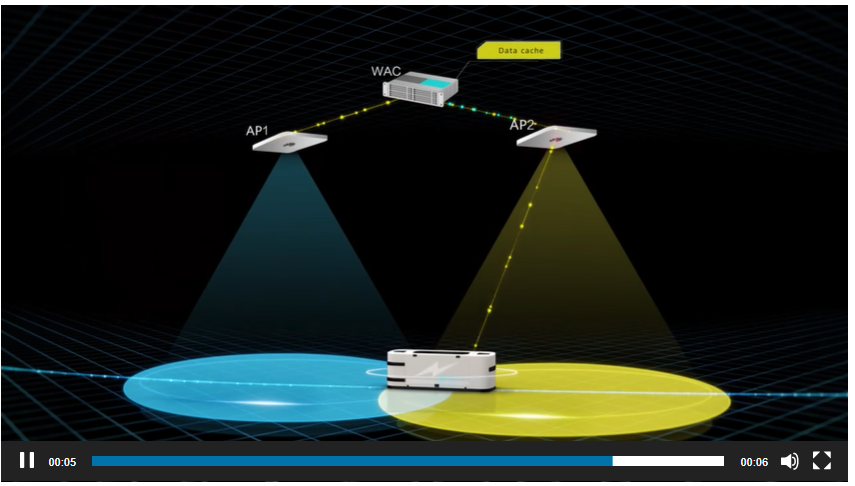 Data cache
WAC
AP1
AP2
00:05
00:06